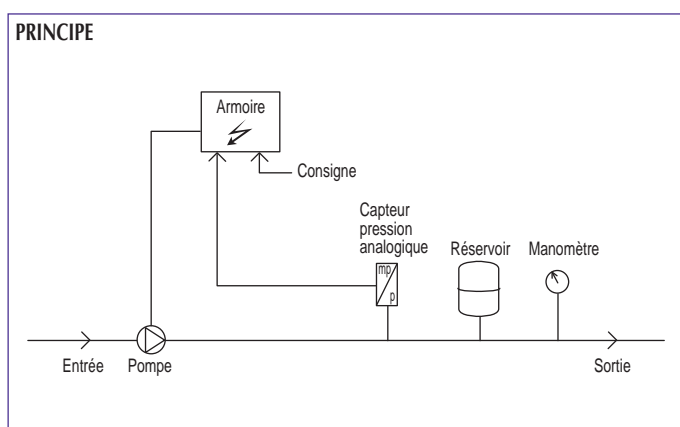 PRINCIPE
Armoire
Consigne
Capteur
pression
analogique
Réservoir
Manomètre
mp
p
Entrée
Pompe
Sortie